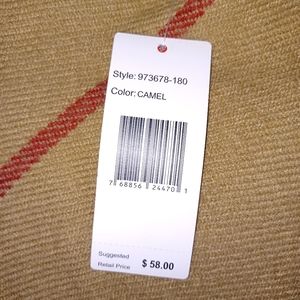 Style: 973678-180
Color: CAMEL
7 68856 24470 1
Suggested
Retail Price $ 58.00